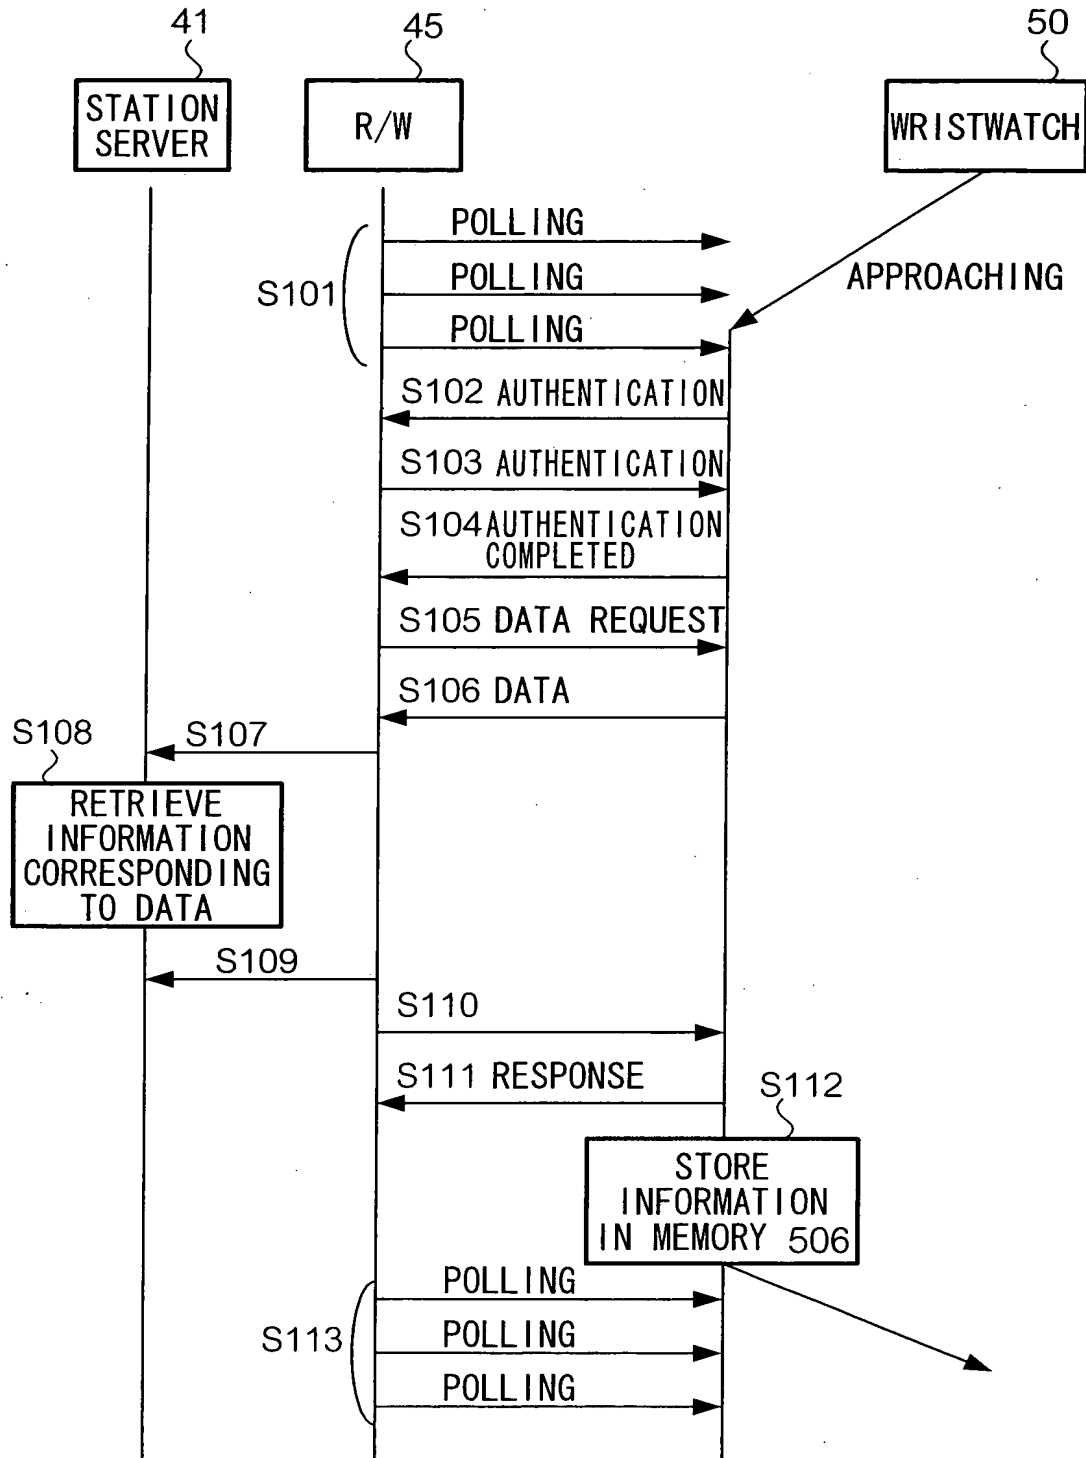 41
45
50
STATION
SERVER
R/W
WRISTWATCH
POLLING
APPROACHING
S101
POLLING
POLLING
S102 AUTHENTICATION
S103 AUTHENTICATION
S104 AUTHENTICATION
COMPLETED
S105 DATA REQUEST
S106 DATA
S107
S108
RETRIEVE
INFORMATION
CORRESPONDING
TO DATA
S109
S110
S111 RESPONSE
S112
STORE
INFORMATION
IN MEMORY 506
POLLING
S113
POLLING
POLLING